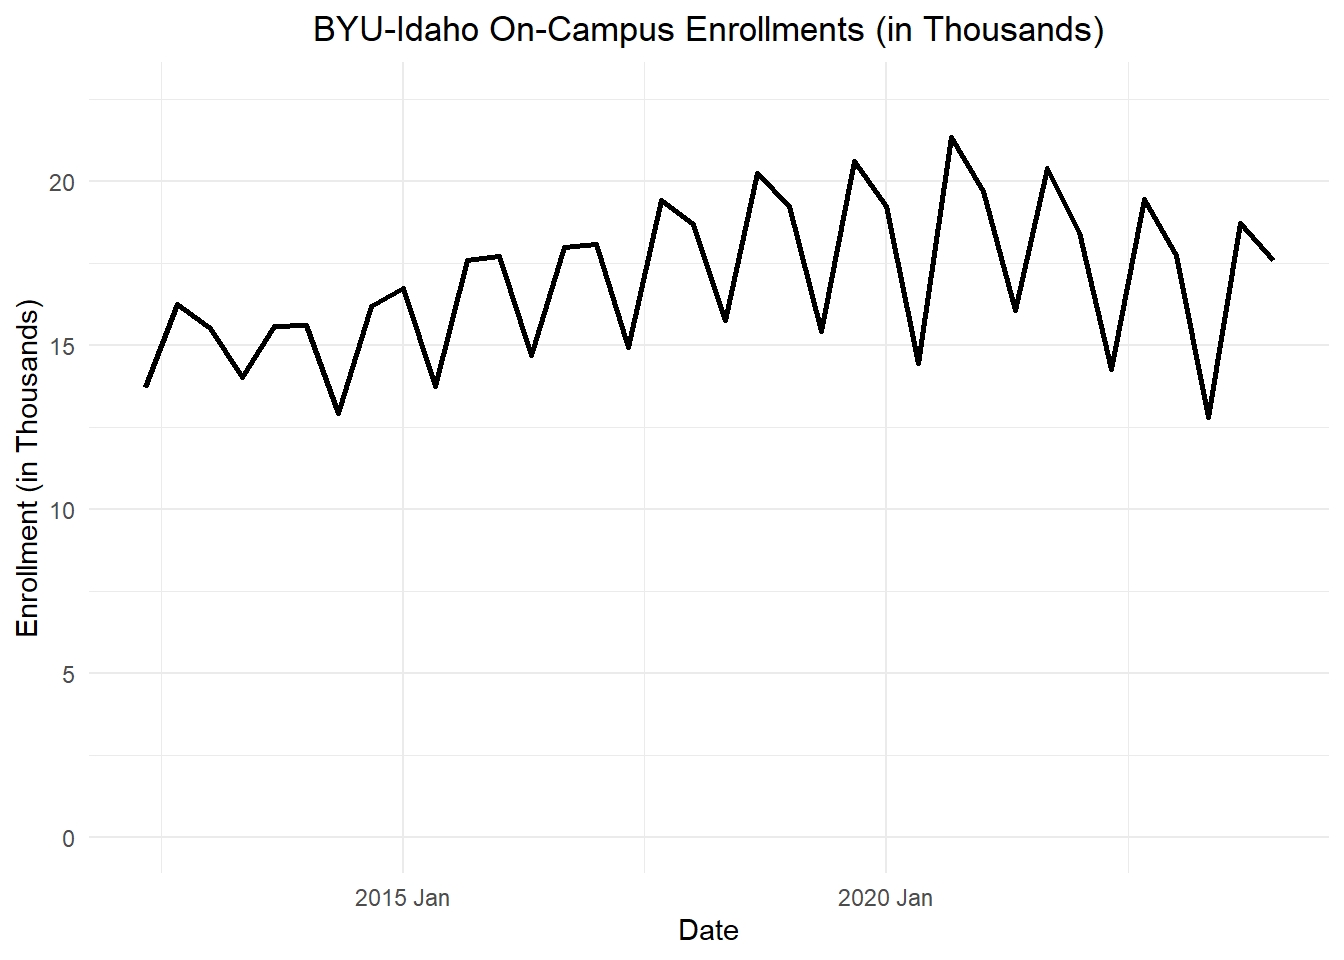 BYU-Idaho On-Campus Enrollments (in Thousands)
Enrollment (in Thousands)
20
15
10
5
0
2015 Jan
2020 Jan
Date